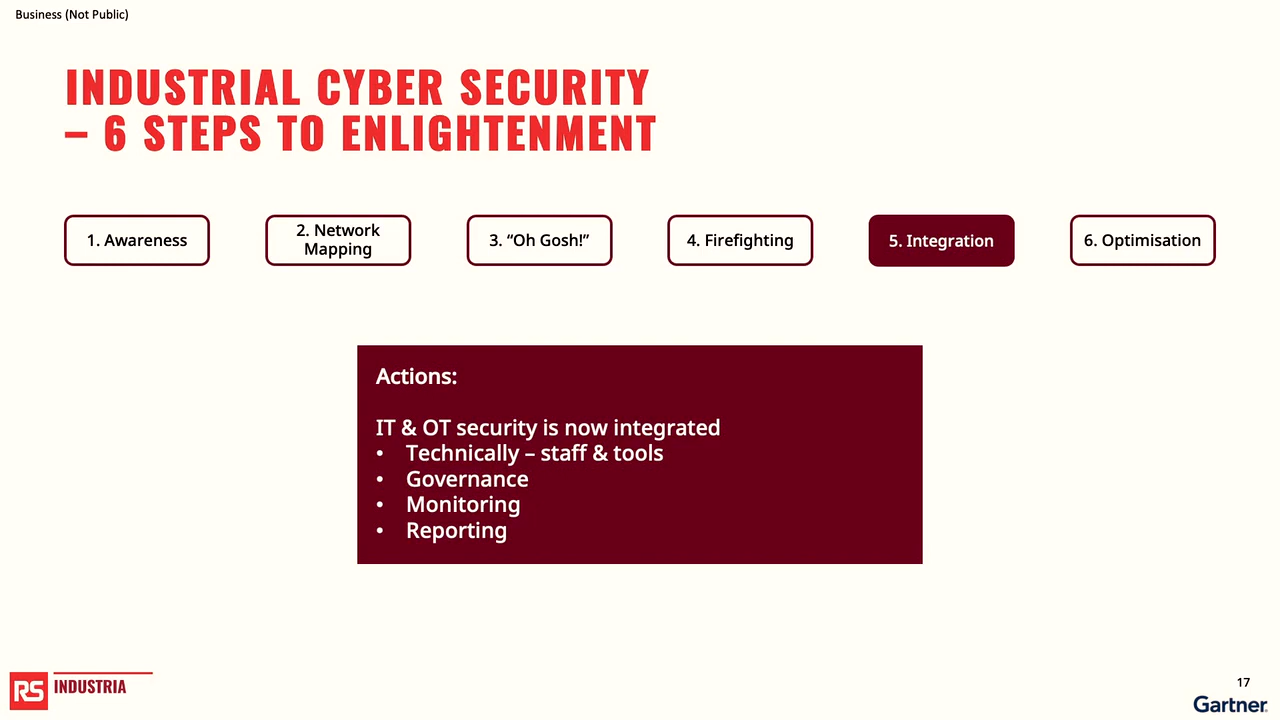 Business (Not Public)
INDUSTRIAL CYBER SECURITY
– 6 STEPS TO ENLIGHTENMENT
1. Awareness
2. Network
Mapping
3. “Oh Gosh!”
4. Firefighting
5. Integration
6. Optimisation
Actions:
IT & OT security is now integrated
• Technically – staff & tools
• Governance
• Monitoring
• Reporting
RS
INDUSTRIA
17
Gartner